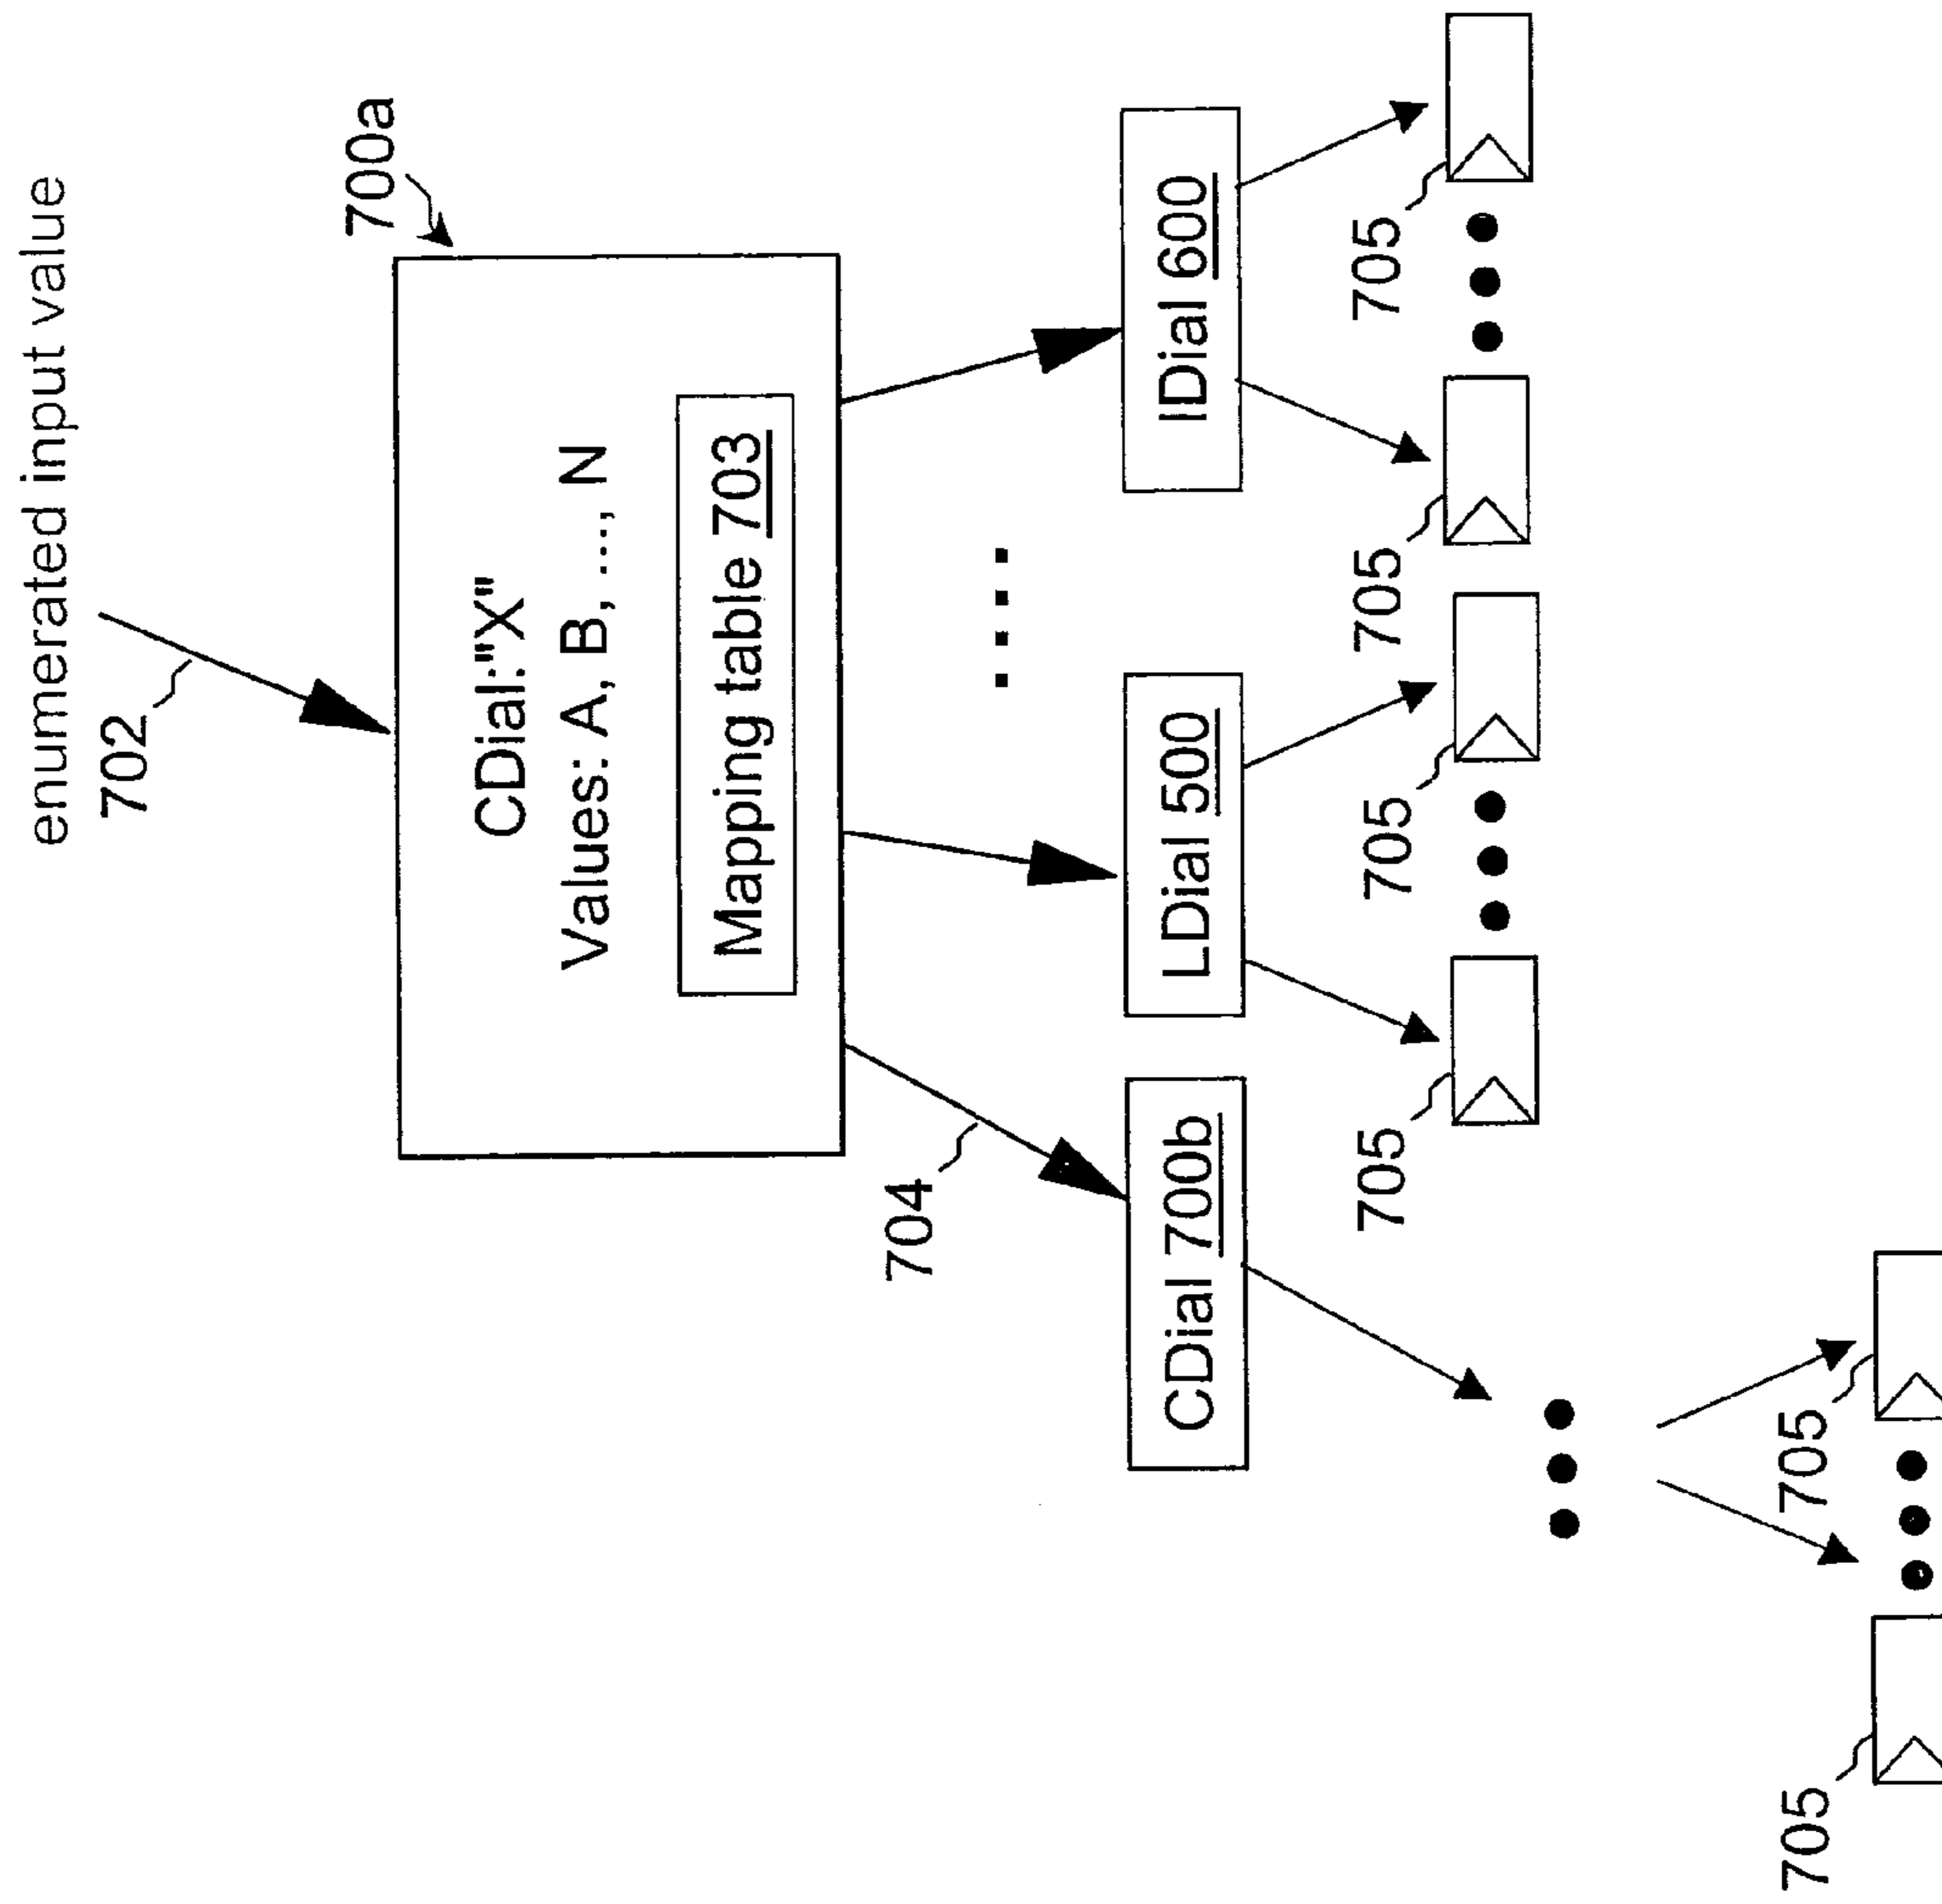 enumerated input value
702
700a
CDial:"X"
Values: A, B, ..., N
Mapping table 703
704
CDial 700b
LDial 500
IDial 600
705
705
705
705
705
705